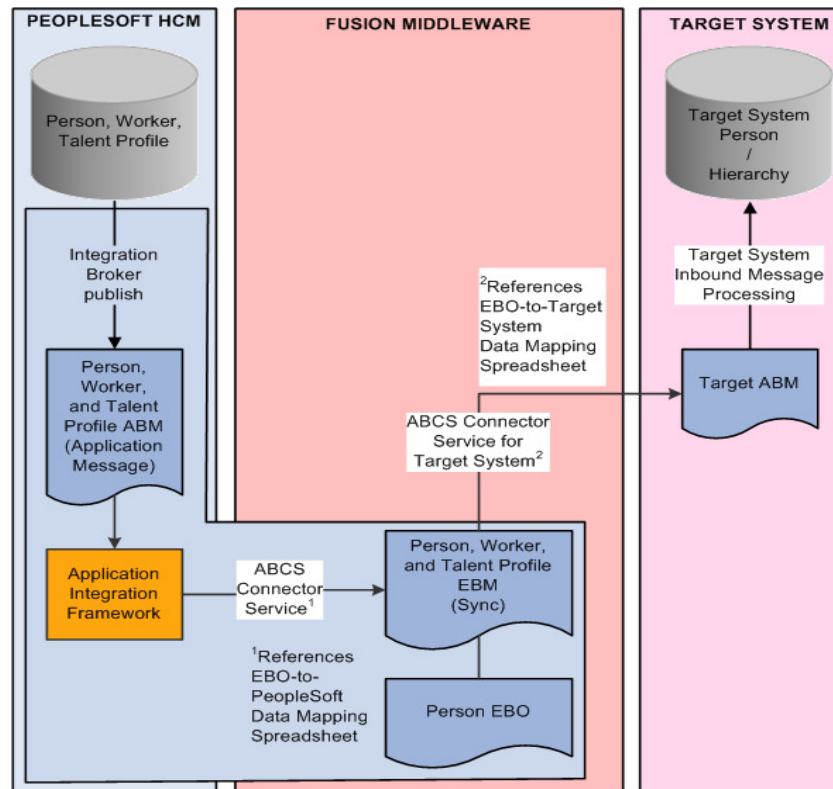 PEOPLESOFT HCM
FUSION MIDDLEWARE
TARGET SYSTEM
Person, Worker,
Talent Profile
Target System
Person
/
Hierarchy
Integration
Broker
publish
Target System
Inbound Message
Processing
²References
EBO-to-Target
System
Data Mapping
Spreadsheet
Person,
Worker,
and Talent
Profile ABM
(Application
Message)
Target ABM
ABCS Connector
Service for
Target System²
Application
Integration
Framework
ABCS
Connector
Service¹
Person, Worker,
and Talent Profile
EBM
(Sync)
¹References
EBO-to-
PeopleSoft
Data Mapping
Spreadsheet
Person EBO